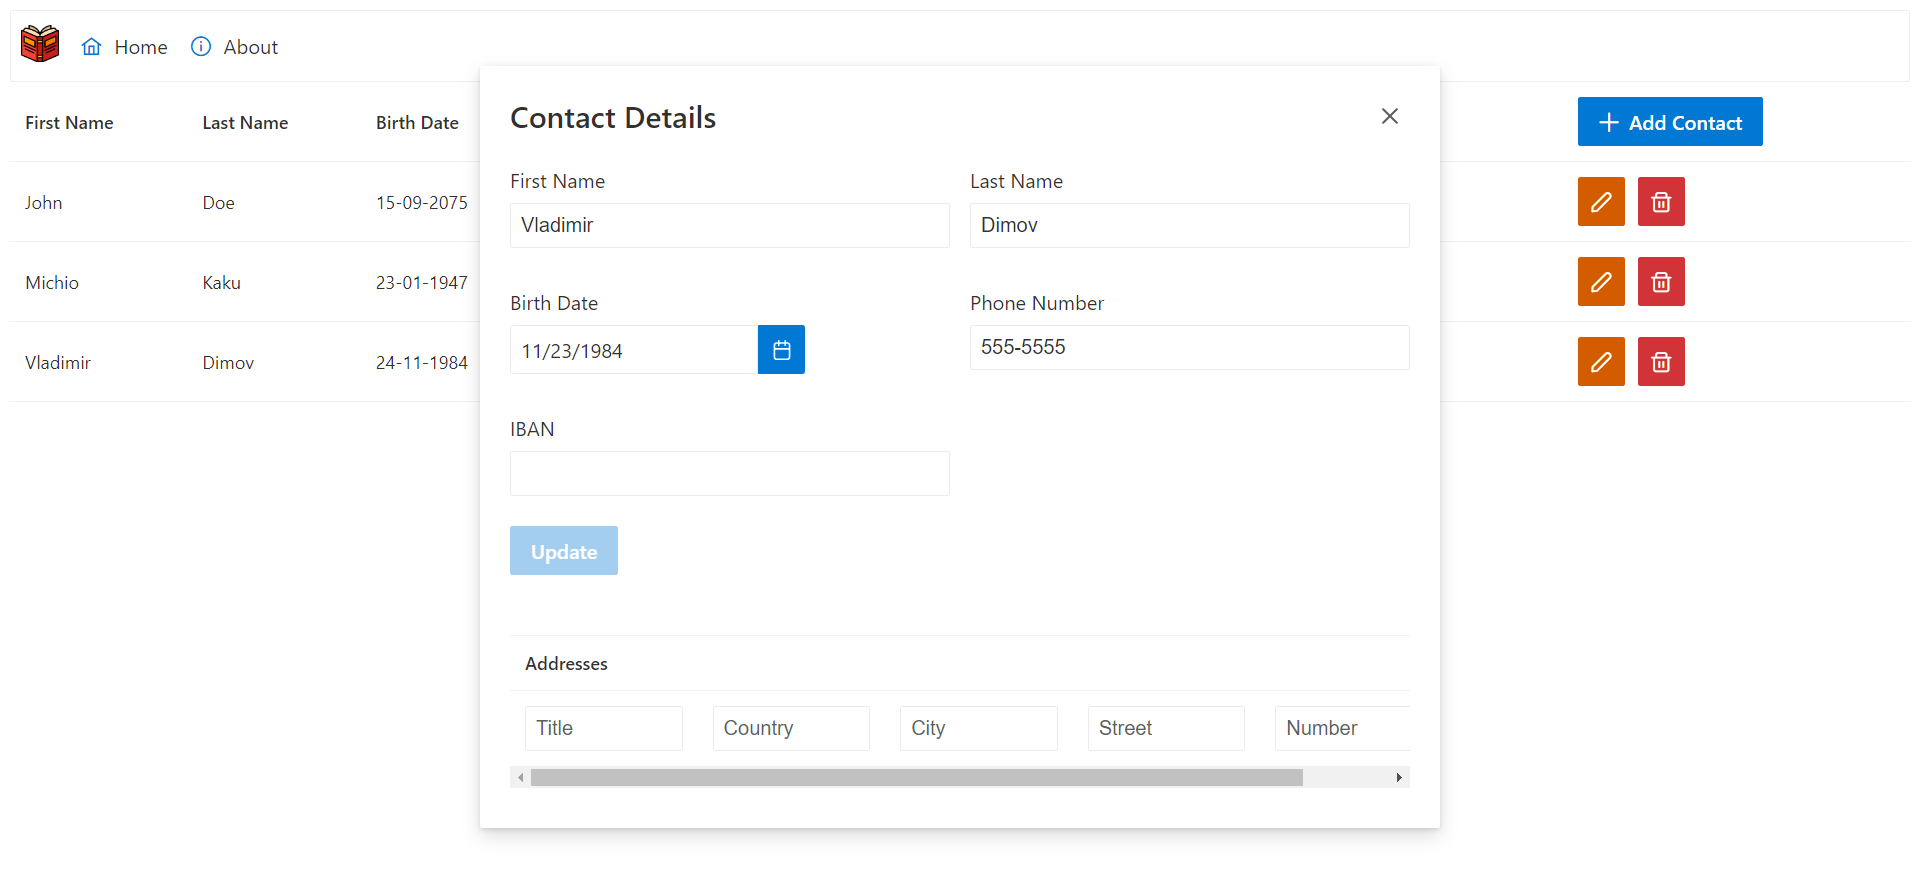 Home
About
First Name
Last Name
Birth Date
Add Contact
John
Doe
15-09-2075
Michio
Kaku
23-01-1947
Vladimir
Dimov
24-11-1984
Contact Details
First Name
Last Name
Vladimir
Dimov
Birth Date
Phone Number
11/23/1984
555-5555
IBAN
Update
Addresses
Title
Country
City
Street
Number